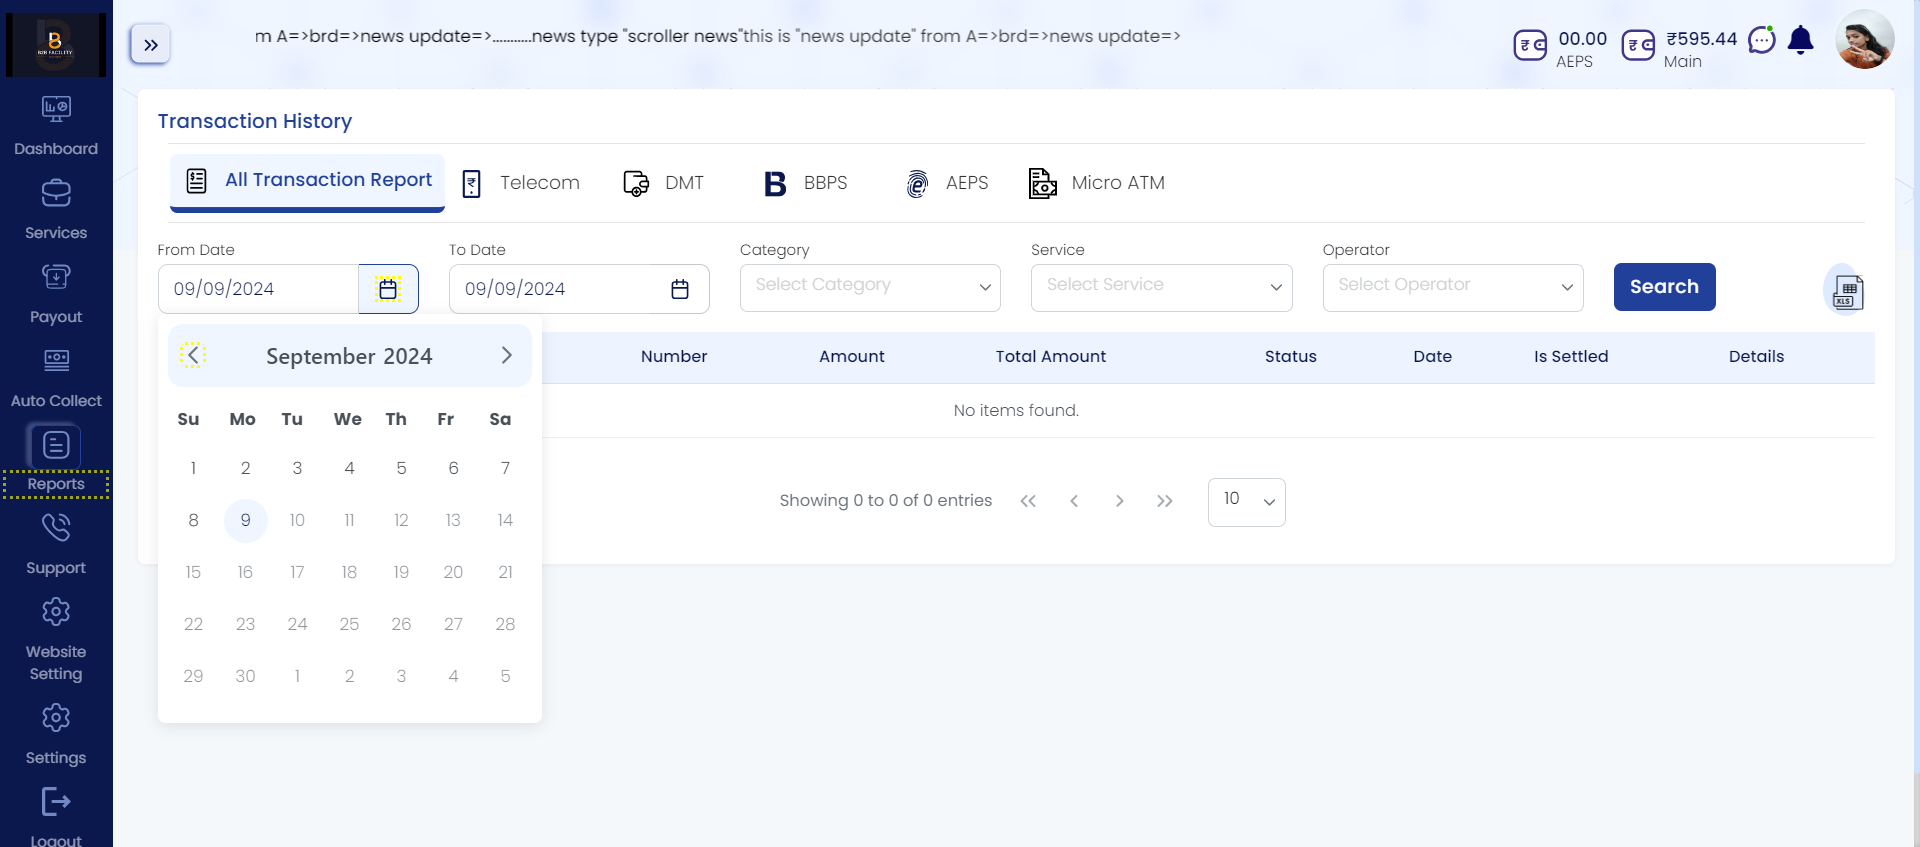 m A=>brd=>news update=>...........news type "scroller news"this is "news update" from A=>brd=>news update=>
00.00
AEPS
₹595.44
Main
B2B FACILITY
Dashboard
Services
Payout
Auto Collect
Reports
Support
Website
Setting
Settings
Logout
Transaction History
All Transaction Report
Telecom
DMT
BBPS
AEPS
Micro ATM
From Date
To Date
Category
Service
Operator
09/09/2024
09/09/2024
Select Category
Select Service
Select Operator
Search
XLS
September 2024
Su Mo Tu We Th Fr Sa
1 2 3 4 5 6 7
8 9 10 11 12 13 14
15 16 17 18 19 20 21
22 23 24 25 26 27 28
29 30 1 2 3 4 5
Number Amount Total Amount Status Date Is Settled Details
No items found.
Showing 0 to 0 of 0 entries
10